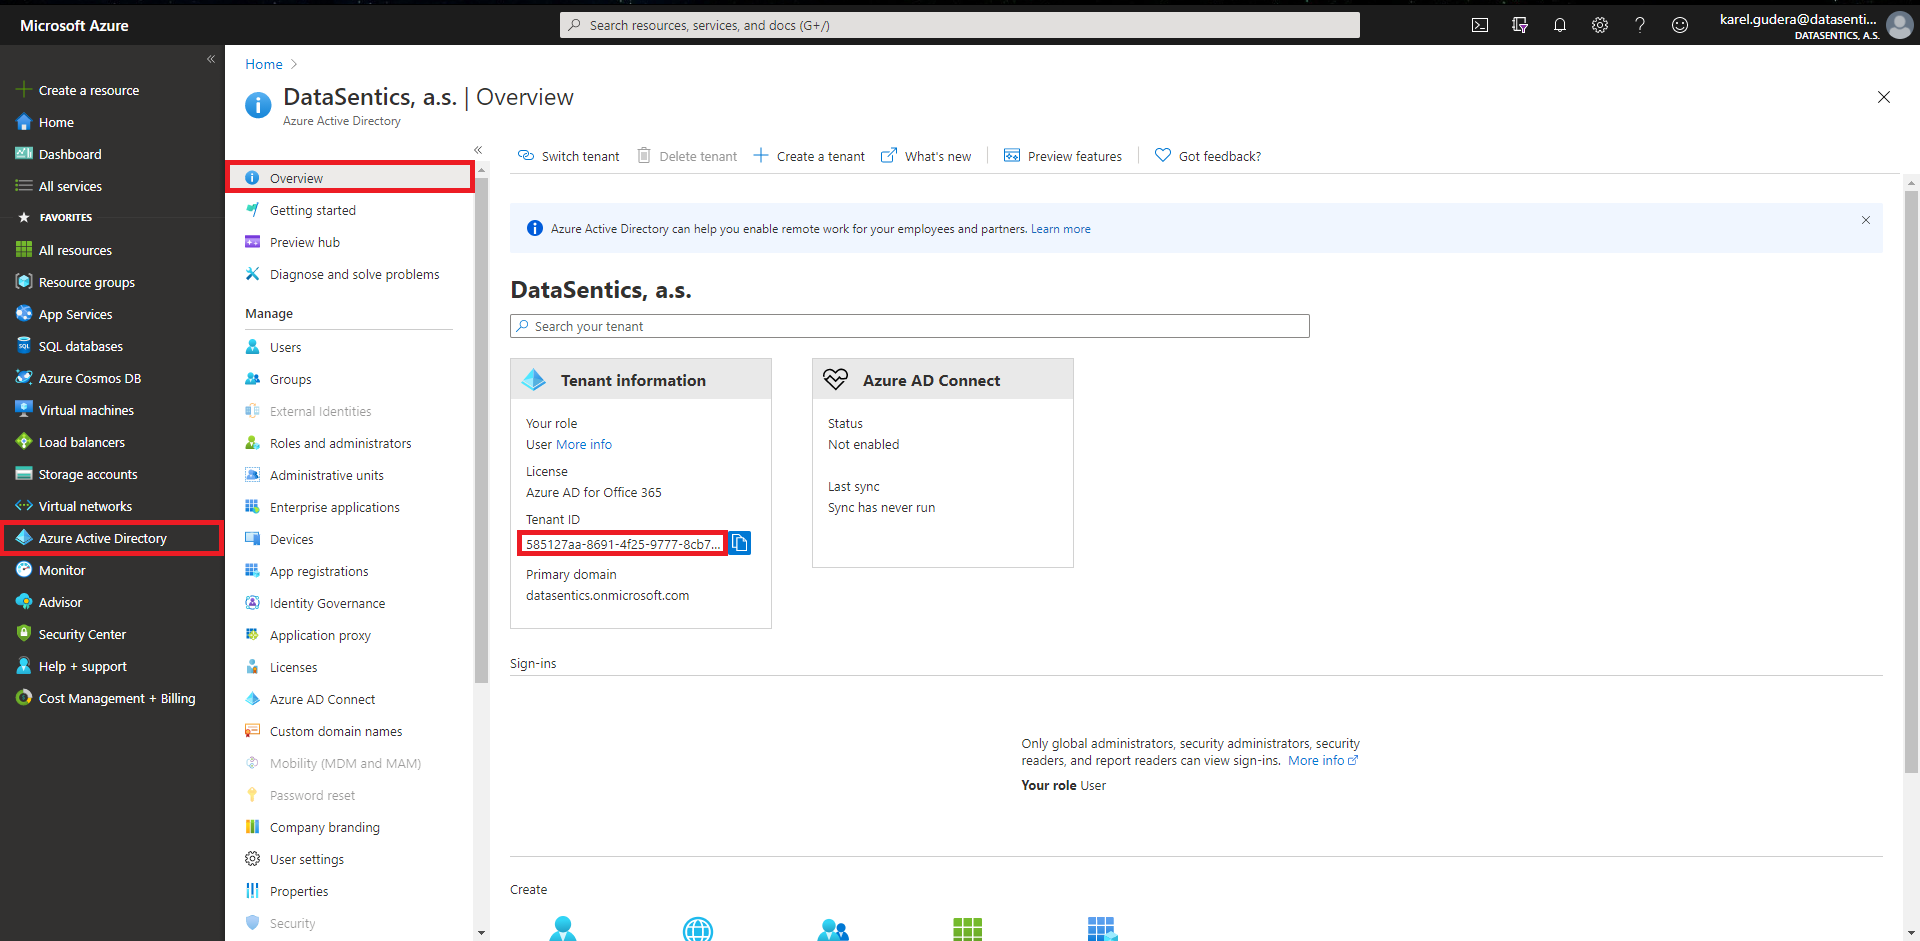 Microsoft Azure
Search resources, services, and docs (G+/)
karel.gudera@datasenti...
DATASENTICS, A.S.
Create a resource
Home
Dashboard
All services
FAVORITES
All resources
Resource groups
App Services
SQL databases
Azure Cosmos DB
Virtual machines
Load balancers
Storage accounts
Virtual networks
Azure Active Directory
Monitor
Advisor
Security Center
Help + support
Cost Management + Billing
Home
DataSentics, a.s. | Overview
Azure Active Directory
Overview
Getting started
Preview hub
Diagnose and solve problems
Manage
Users
Groups
External Identities
Roles and administrators
Administrative units
Enterprise applications
Devices
App registrations
Identity Governance
Application proxy
Licenses
Azure AD Connect
Custom domain names
Mobility (MDM and MAM)
Password reset
Company branding
User settings
Properties
Security
Switch tenant
Delete tenant
Create a tenant
What's new
Preview features
Got feedback?
Azure Active Directory can help you enable remote work for your employees and partners. Learn more
DataSentics, a.s.
Search your tenant
Tenant information
Your role
User More info
License
Azure AD for Office 365
Tenant ID
585127aa-8691-4f25-9777-8cb7...
Primary domain
datasentics.onmicrosoft.com
Azure AD Connect
Status
Not enabled
Last sync
Sync has never run
Sign-ins
Only global administrators, security administrators, security
readers, and report readers can view sign-ins. More info
Your role User
Create